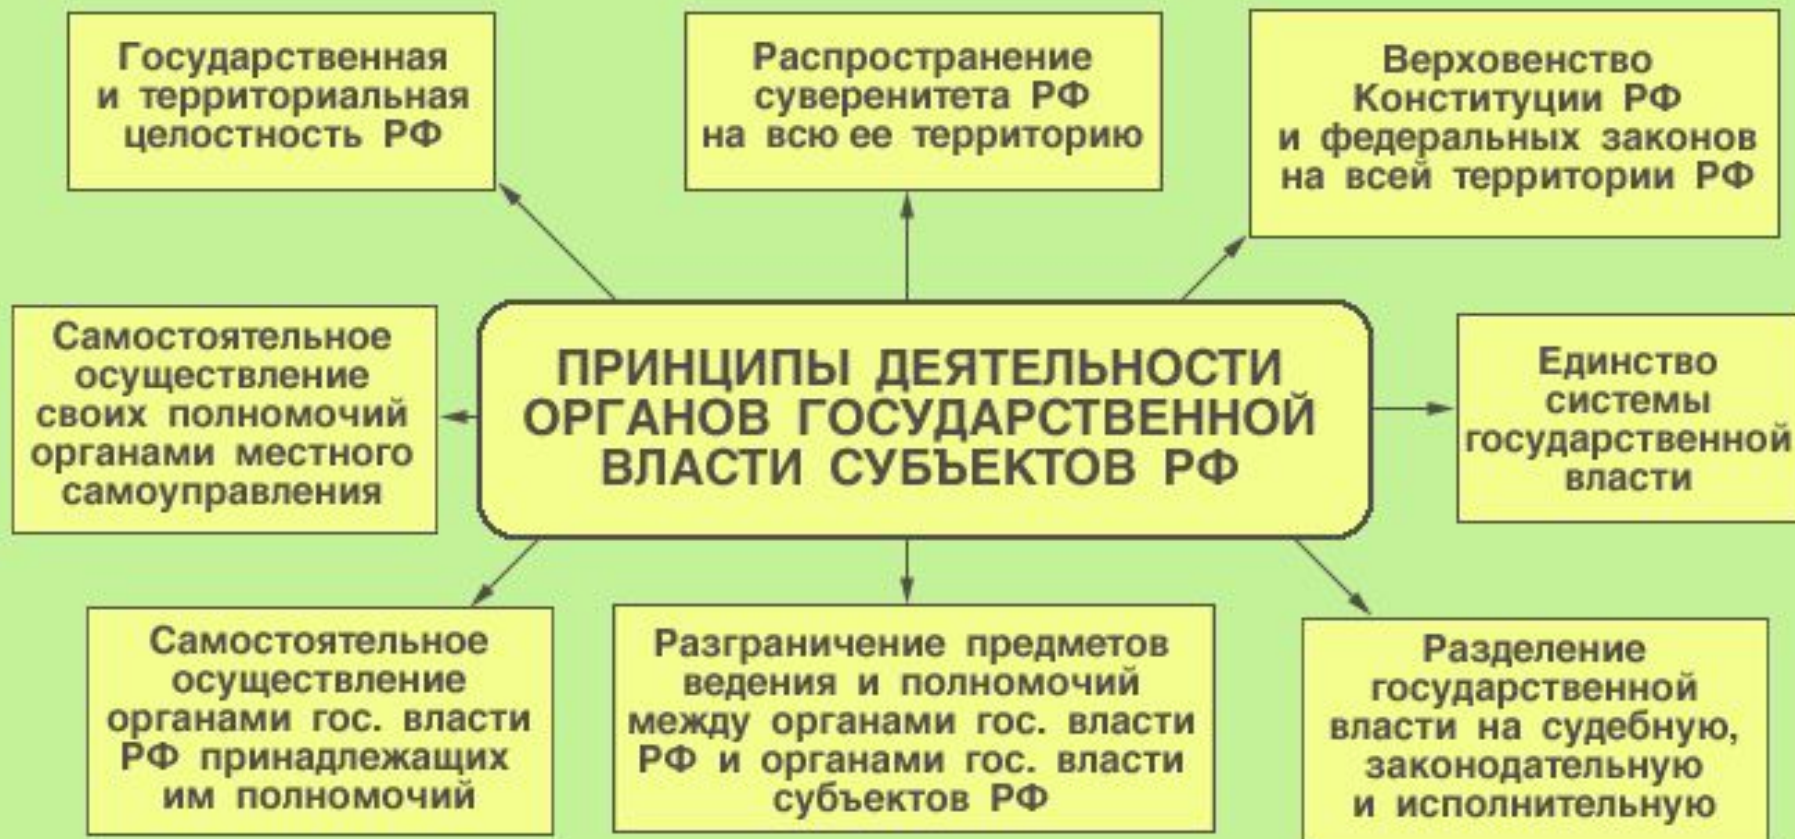 Государственная
и территориальная
целостность РФ
Распространение
суверенитета РФ
на всю ее территорию
Верховенство
Конституции РФ
и федеральных законов
на всей территории РФ
Самостоятельное
осуществление
своих полномочий
органами местного
самоуправления
ПРИНЦИПЫ ДЕЯТЕЛЬНОСТИ
ОРГАНОВ ГОСУДАРСТВЕННОЙ
ВЛАСТИ СУБЪЕКТОВ РФ
Единство
системы
государственной
власти
Самостоятельное
осуществление
органами гос. власти
РФ принадлежащих
им полномочий
Разграничение предметов
ведения и полномочий
между органами гос. власти
РФ и органами гос. власти
субъектов РФ
Разделение
государственной
власти на судебную,
законодательную
и исполнительную